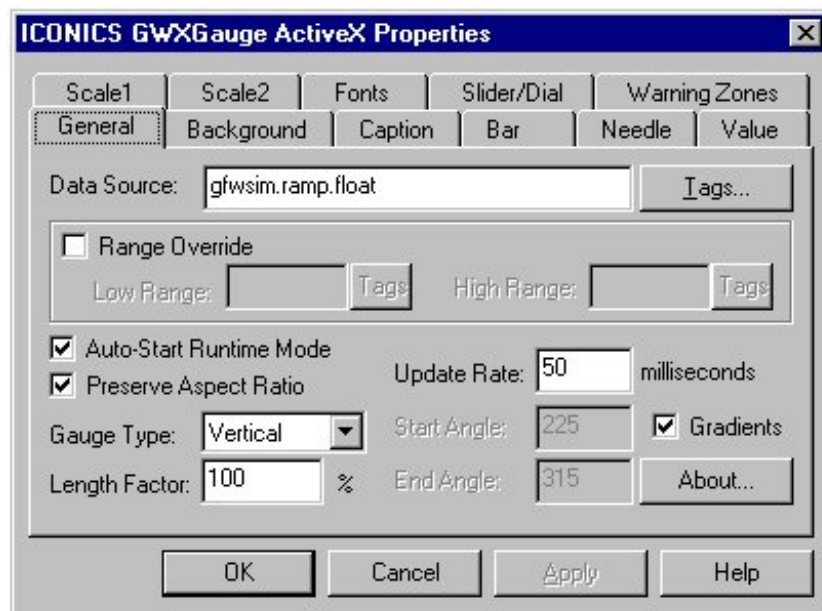 ICONICS GWXGauge ActiveX Properties
Scale1 Scale2 Fonts Slider/Dial Warning Zones
General Background Caption Bar Needle Value
Data Source: gfwsim.ramp.float Tags...
Range Override
Low Range: Tags High Range: Tags
Auto-Start Runtime Mode
Preserve Aspect Ratio
Update Rate: 50 milliseconds
Gauge Type: Vertical Start Angle: 225 Gradients
Length Factor: 100 % End Angle: 315 About...
OK Cancel Apply Help